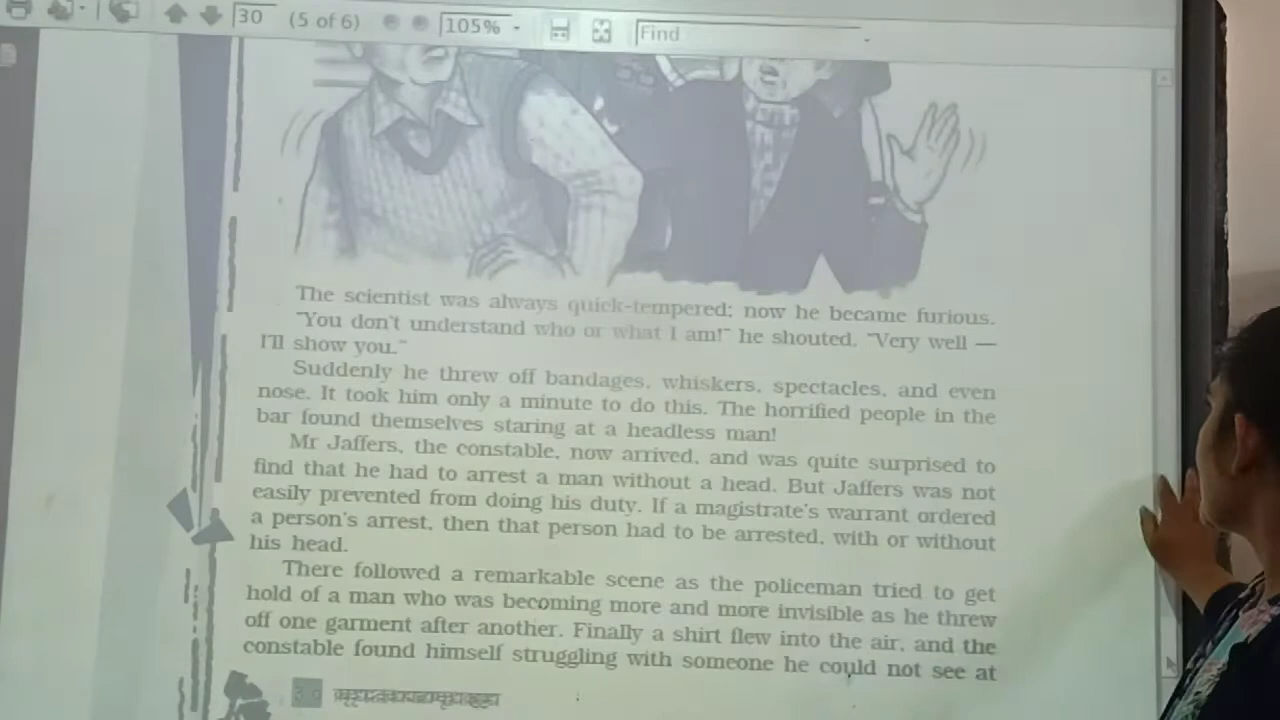 30 (5 of 6) 105% Find
The scientist was always quick-tempered; now he became furious.
"You don't understand who or what I am!" he shouted. "Very well —
I'll show you."
Suddenly he threw off bandages, whiskers, spectacles, and even
nose. It took him only a minute to do this. The horrified people in the
bar found themselves staring at a headless man!
Mr Jaffers, the constable, now arrived, and was quite surprised to
find that he had to arrest a man without a head. But Jaffers was not
easily prevented from doing his duty. If a magistrate's warrant ordered
a person's arrest, then that person had to be arrested, with or without
his head.
There followed a remarkable scene as the policeman tried to get
hold of a man who was becoming more and more invisible as he threw
off one garment after another. Finally a shirt flew into the air, and the
constable found himself struggling with someone he could not see at